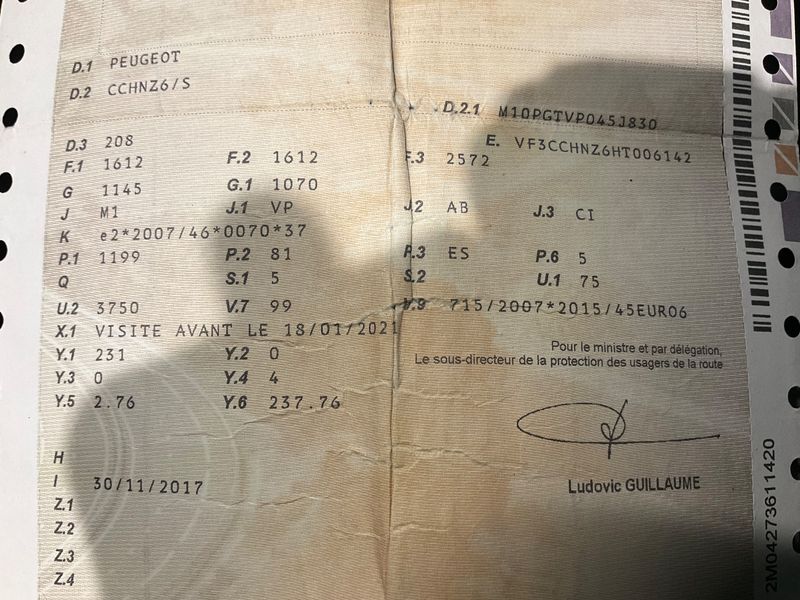 D.1 PEUGEOT
D.2 CCHNZ6/S
D.2.1 M10PGTVP045J830
D.3 208
E. VF3CCHNZ6HT006142
F.1 1612 F.2 1612 F.3 2572
G 1145 G.1 1070
J M1 J.1 VP J.2 AB J.3 CI
K e2*2007/46*0070*37
P.1 1199 P.2 81 P.3 ES P.6 5
Q S.1 5 S.2 U.1 75
U.2 3750 V.7 99 V.9 715/2007*2015/45EURO6
X.1 VISITE AVANT LE 18/01/2021
Y.1 231 Y.2 0
Y.3 0 Y.4 4
Y.5 2.76 Y.6 237.76
Pour le ministre et par délégation,
Le sous-directeur de la protection des usagers de la route
H
I 30/11/2017
Z.1
Z.2
Z.3
Z.4
Ludovic GUILLAUME
2M04273611420